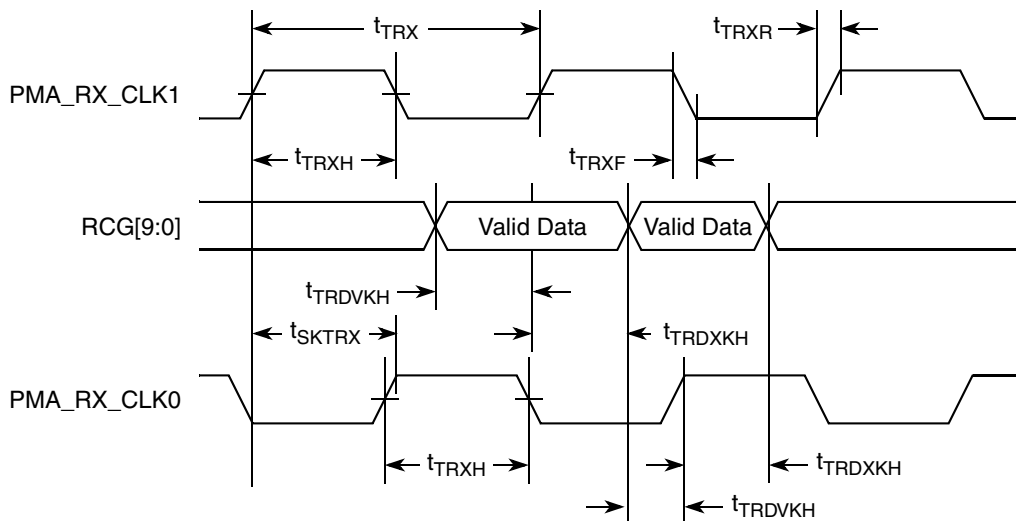 tTRX
tTRXR
PMA_RX_CLK1
tTRXH
tTRXF
RCG[9:0]
Valid Data
Valid Data
tTRDVKH
tSKTRX
tTRDXKH
PMA_RX_CLK0
tTRXH
tTRDXKH
tTRDVKH